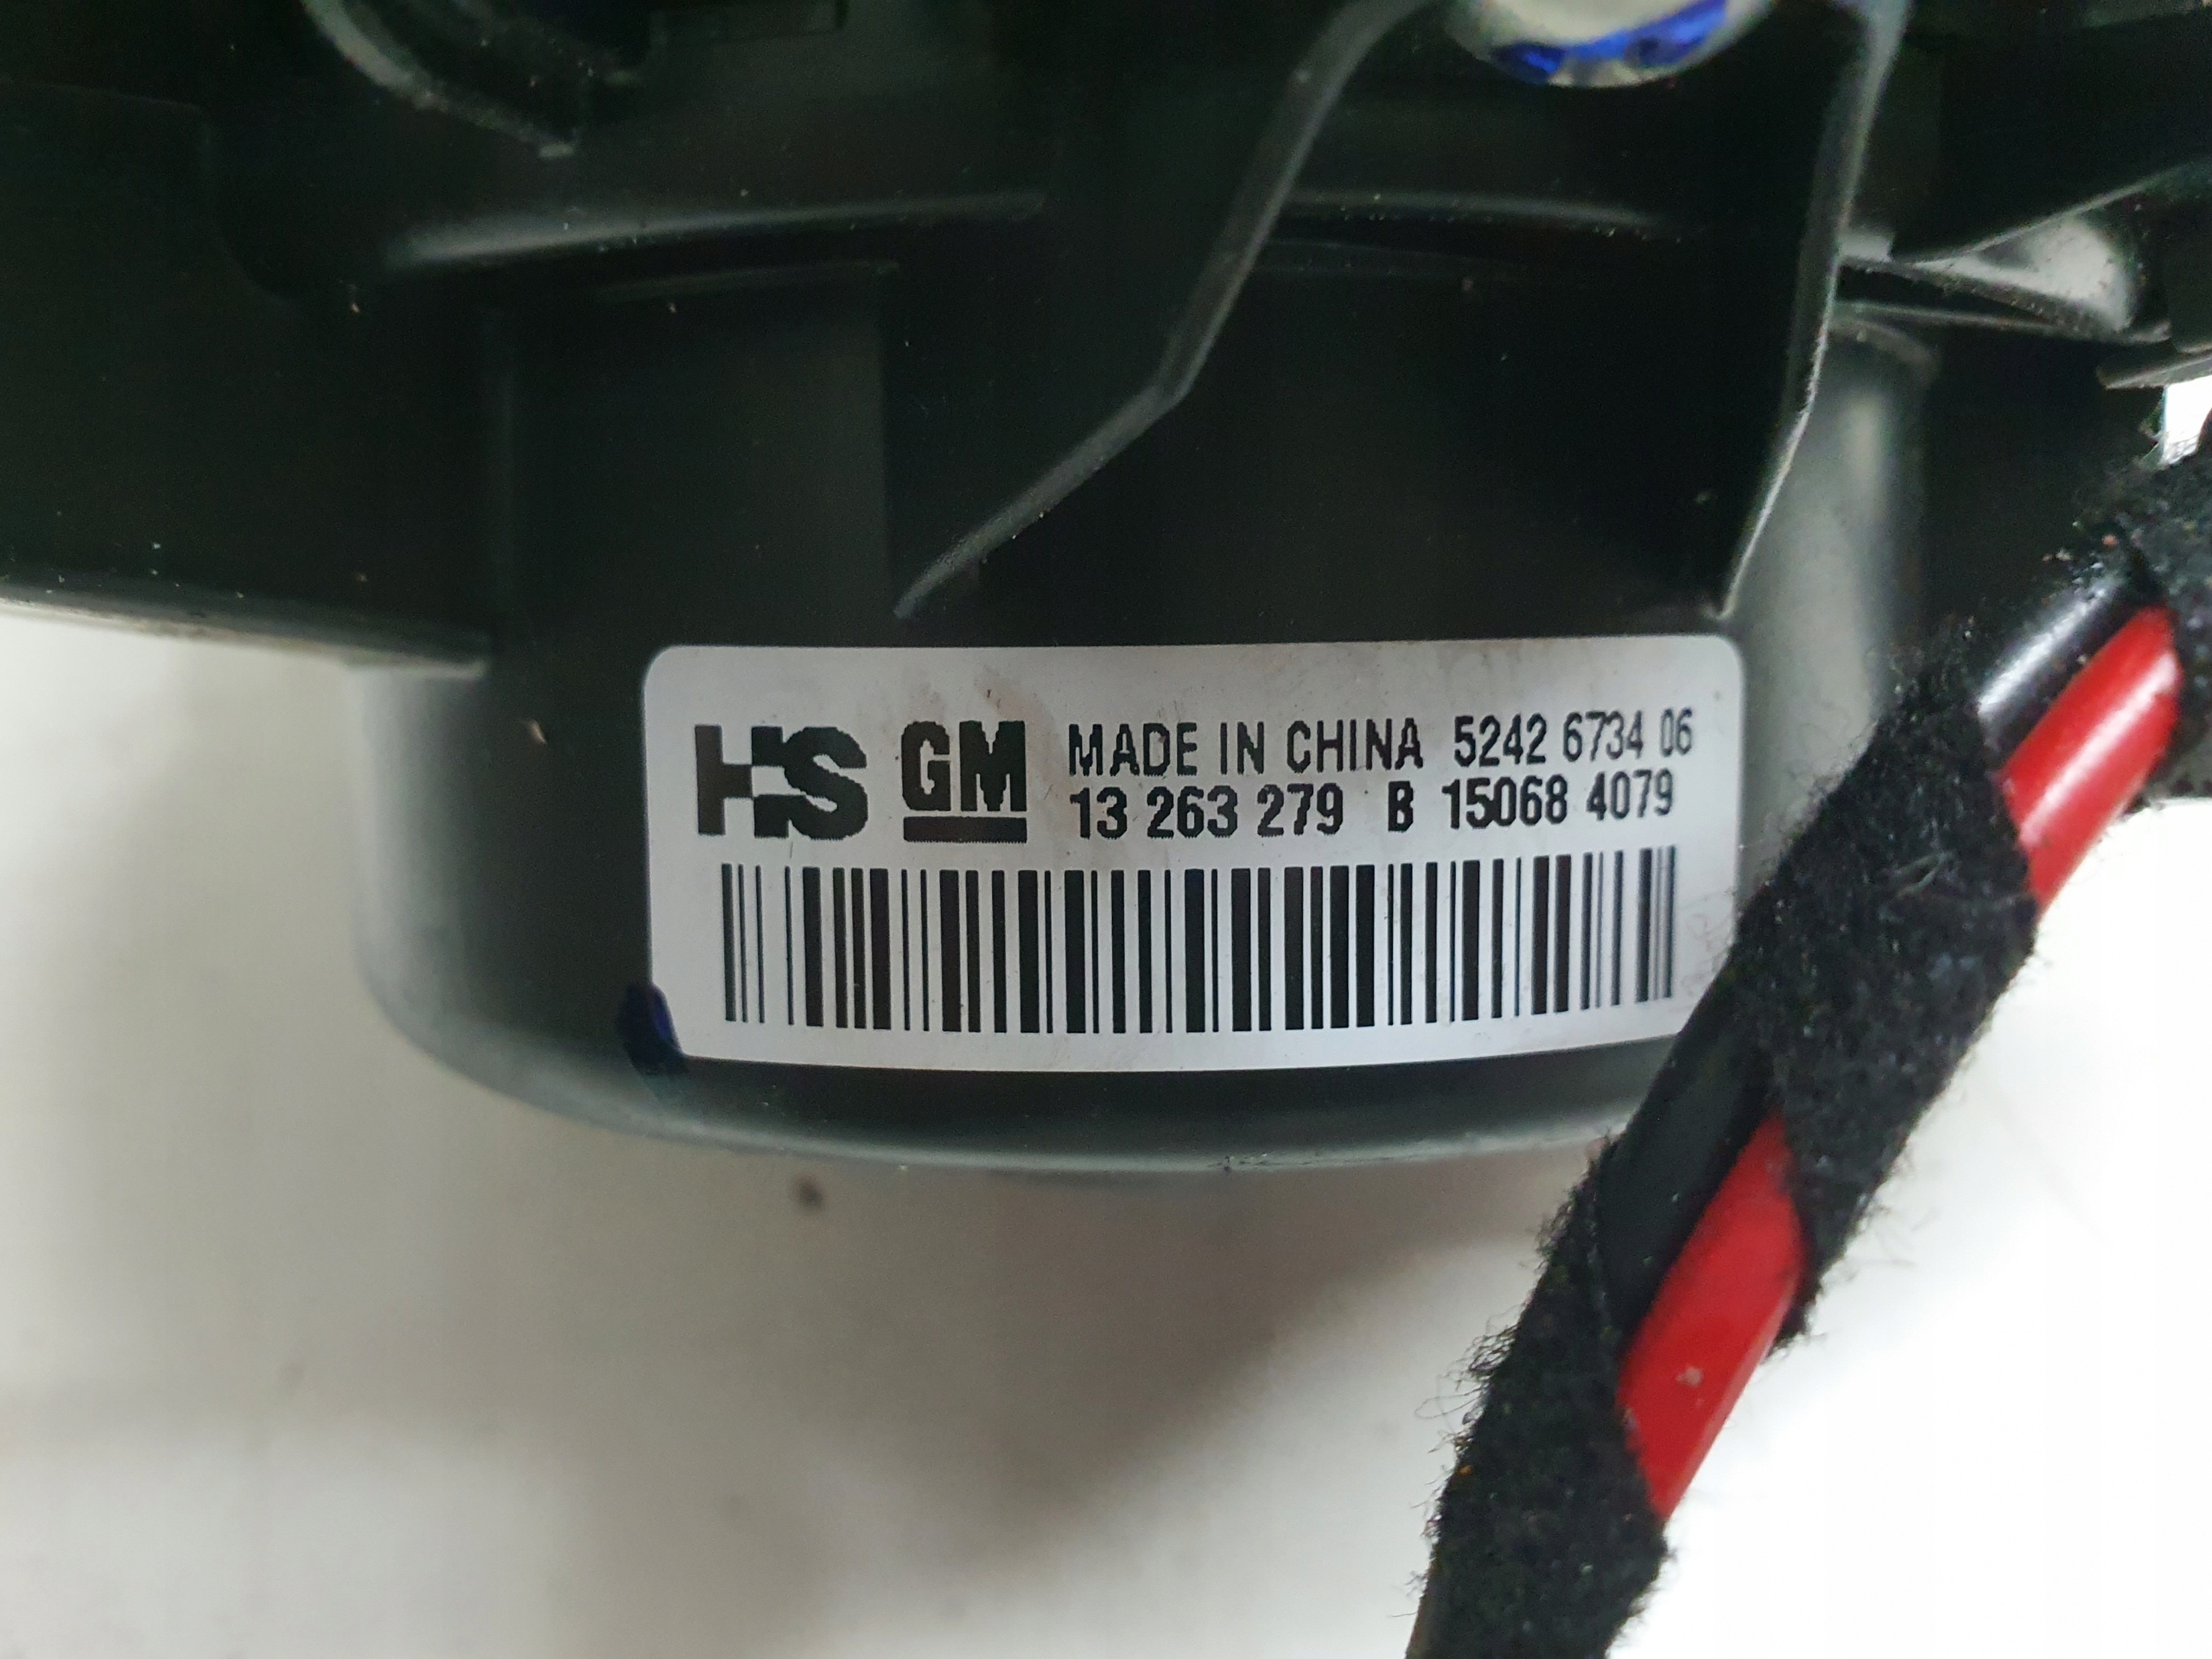 HS GM MADE IN CHINA 5242 6734 06
13 263 279 B 15068 4079